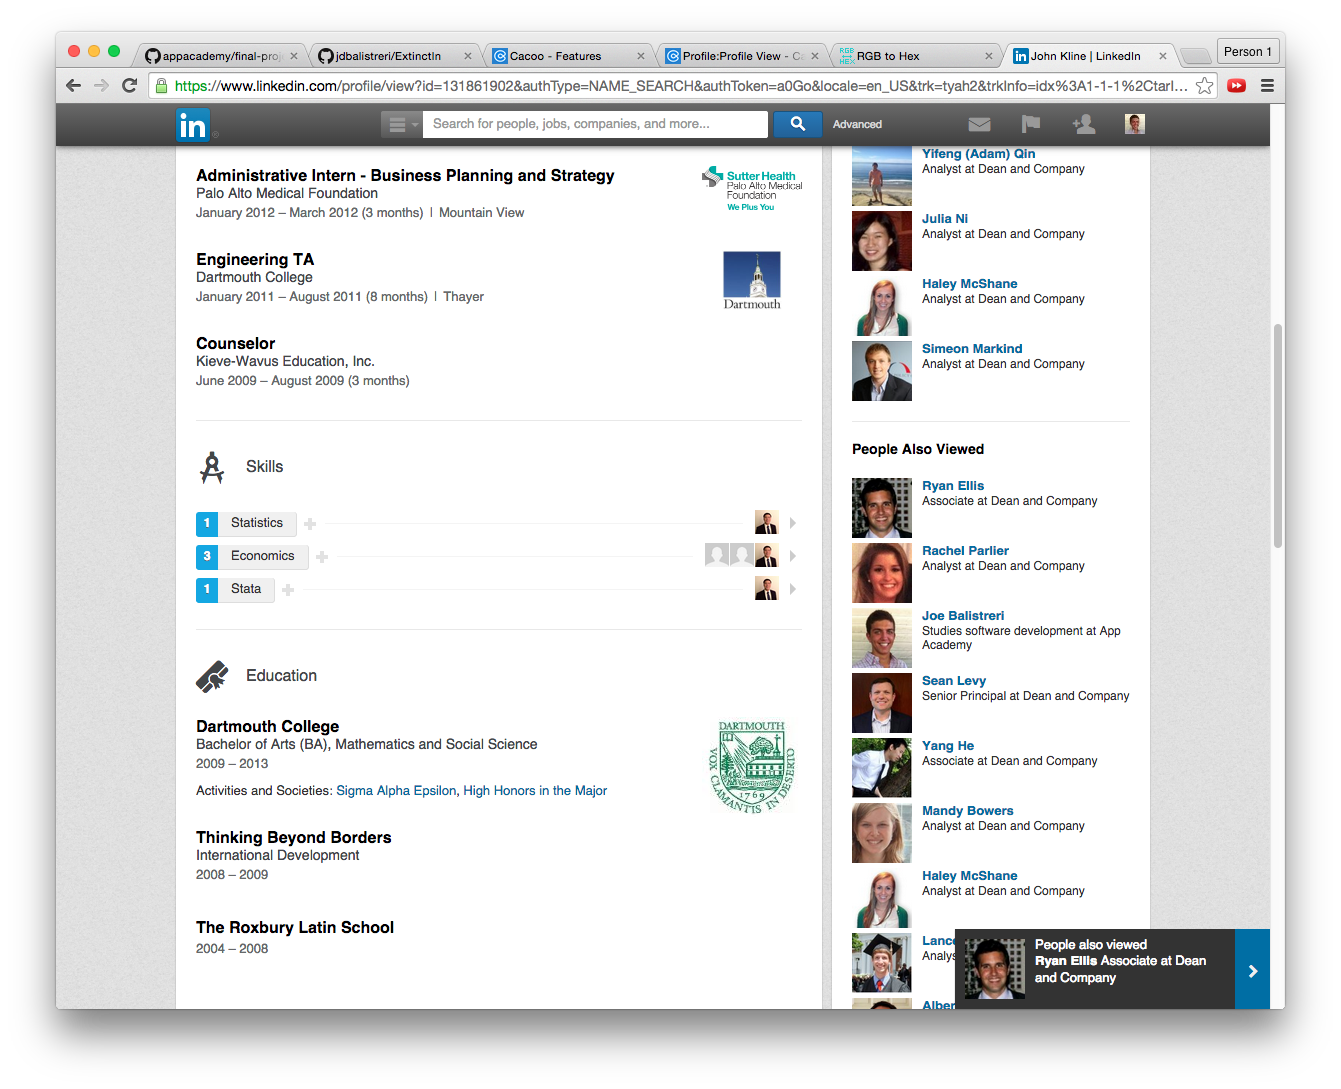 appacademy/final-pro
jdbalistreri/ExtinctIn
Cacoo - Features
Profile:Profile View - C
RGB to Hex
John Kline | LinkedIn
Person 1
https://www.linkedin.com/profile/view?id=131861902&authType=NAME_SEARCH&authToken=a0Go&locale=en_US&trk=tyah2&trkInfo=idx%3A1-1-1%2CtarI...
in
Search for people, jobs, companies, and more...
Advanced
Administrative Intern - Business Planning and Strategy
Palo Alto Medical Foundation
January 2012 – March 2012 (3 months) | Mountain View
Sutter Health
Palo Alto Medical
Foundation
We Plus You
Engineering TA
Dartmouth College
January 2011 – August 2011 (8 months) | Thayer
Dartmouth
Counselor
Kieve-Wavus Education, Inc.
June 2009 – August 2009 (3 months)
Skills
1 Statistics
3 Economics
1 Stata
Education
Dartmouth College
Bachelor of Arts (BA), Mathematics and Social Science
2009 – 2013
Activities and Societies: Sigma Alpha Epsilon, High Honors in the Major
DARTMOUTH
VOX CLAMANTIS IN DESERTO
1769
Thinking Beyond Borders
International Development
2008 – 2009
The Roxbury Latin School
2004 – 2008
Yifeng (Adam) Qin
Analyst at Dean and Company
Julia Ni
Analyst at Dean and Company
Haley McShane
Analyst at Dean and Company
Simeon Markind
Analyst at Dean and Company
People Also Viewed
Ryan Ellis
Associate at Dean and Company
Rachel Parlier
Analyst at Dean and Company
Joe Balistreri
Studies software development at App
Academy
Sean Levy
Senior Principal at Dean and Company
Yang He
Associate at Dean and Company
Mandy Bowers
Analyst at Dean and Company
Haley McShane
Analyst at Dean and Company
Lance
Analys
Alber
People also viewed
Ryan Ellis Associate at Dean
and Company